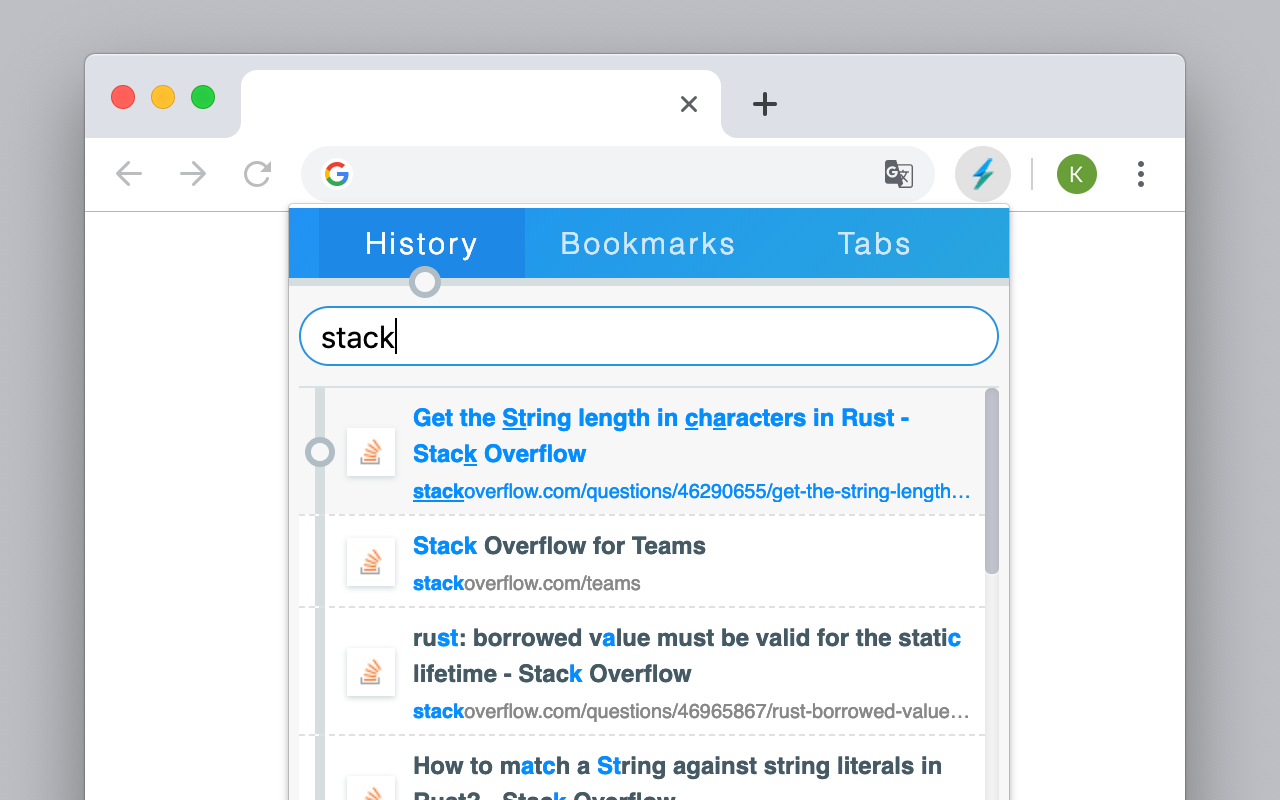 K
History Bookmarks Tabs
stack
Get the String length in characters in Rust -
Stack Overflow
stackoverflow.com/questions/46290655/get-the-string-length…
Stack Overflow for Teams
stackoverflow.com/teams
rust: borrowed value must be valid for the static
lifetime - Stack Overflow
stackoverflow.com/questions/46965867/rust-borrowed-value…
How to match a String against string literals in
Rust? - Stack Overflow